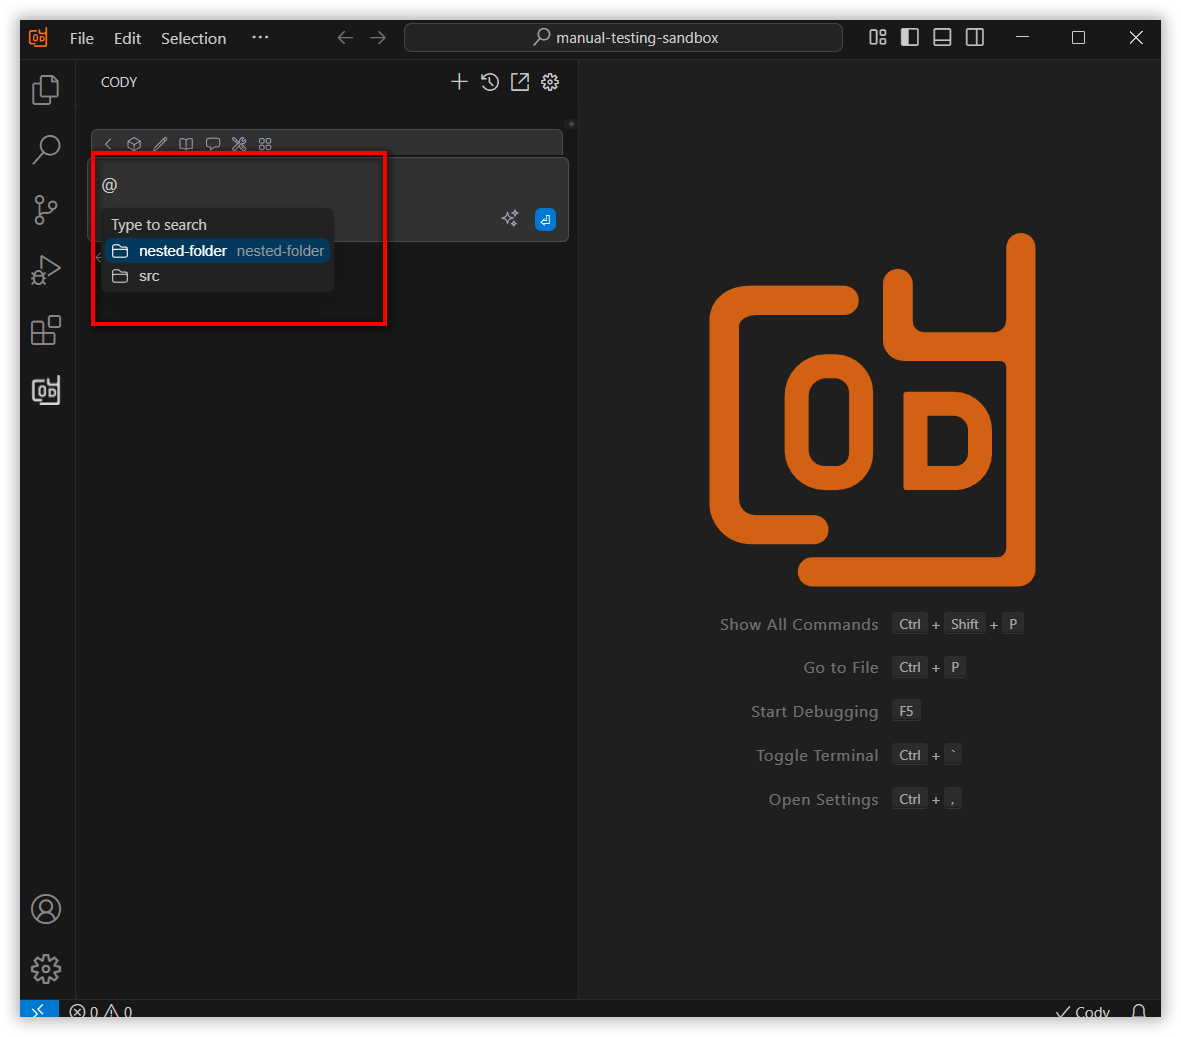 File Edit Selection ··· manual-testing-sandbox
CODY
@
Type to search
nested-folder nested-folder
src
Show All Commands Ctrl + Shift + P
Go to File Ctrl + P
Start Debugging F5
Toggle Terminal Ctrl + `
Open Settings Ctrl + ,
0 0 Cody